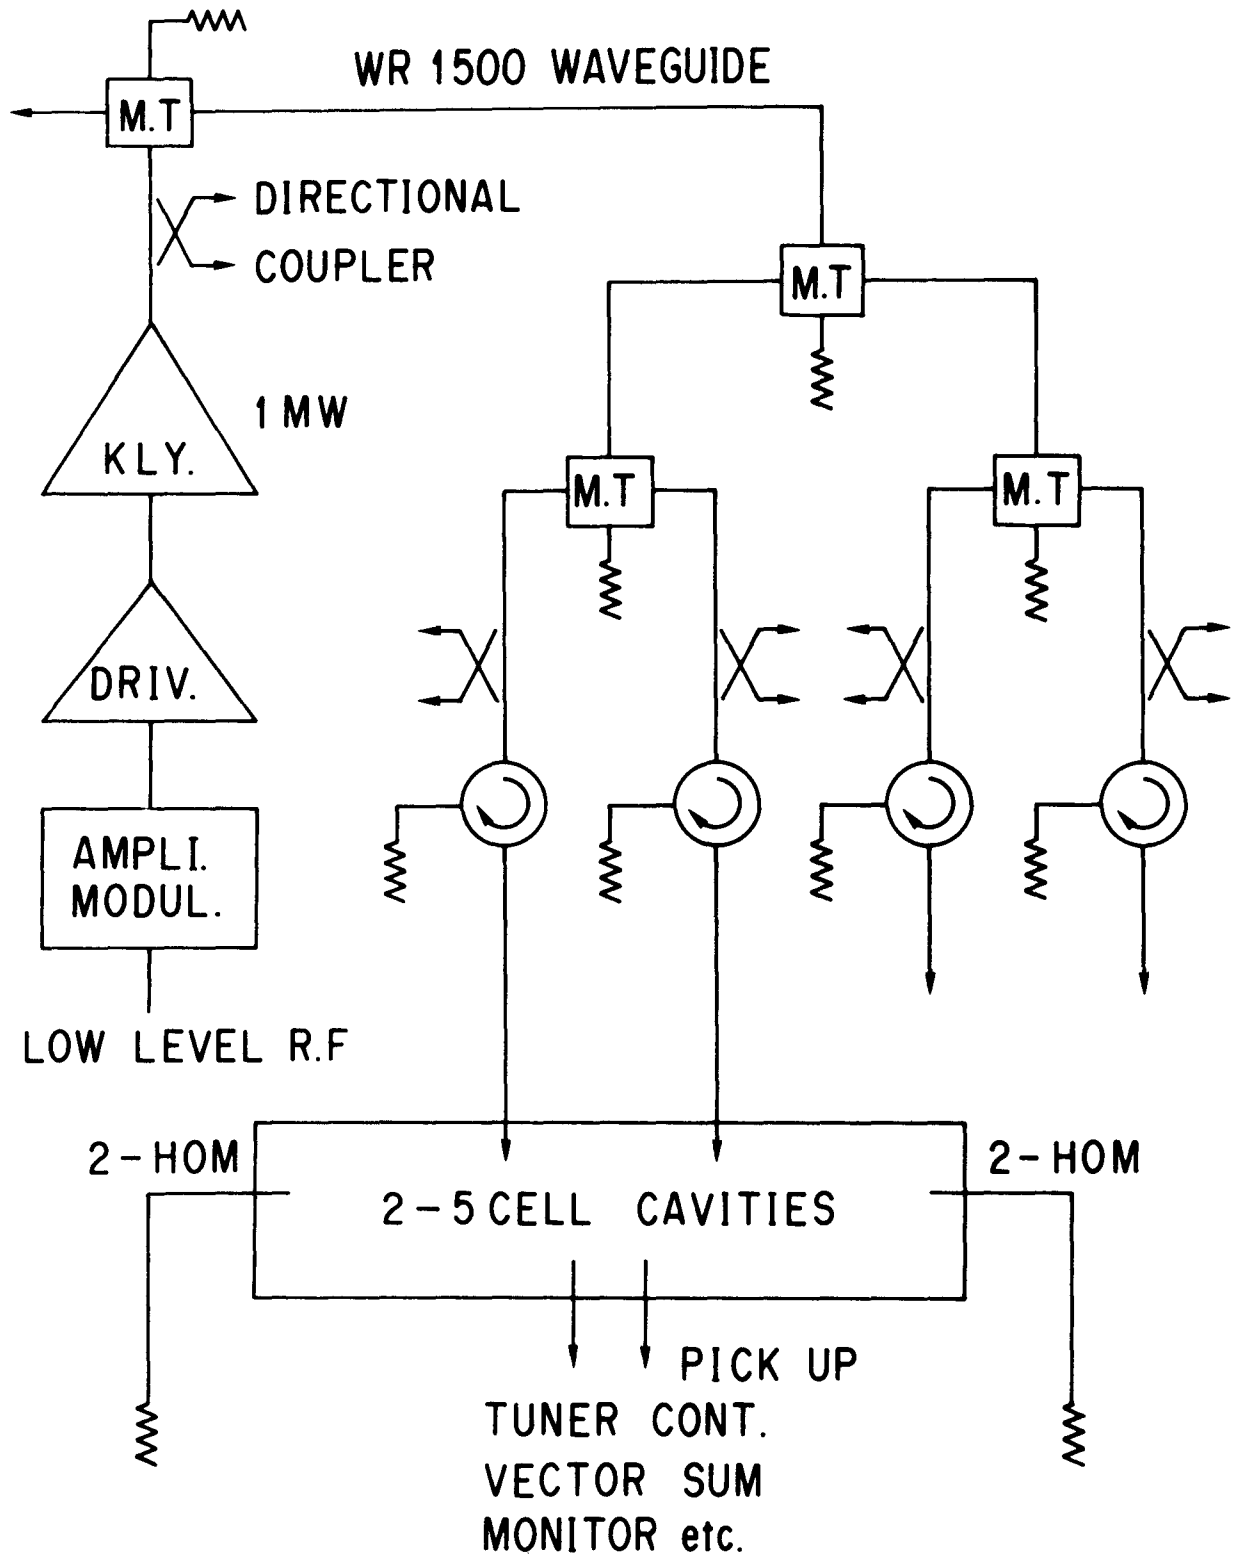 WR 1500 WAVEGUIDE
M.T
DIRECTIONAL
COUPLER
M.T
1 MW
KLY.
M.T
M.T
DRIV.
AMPLI.
MODUL.
LOW LEVEL R.F
2-HOM
2-HOM
2-5 CELL CAVITIES
PICK UP
TUNER CONT.
VECTOR SUM
MONITOR etc.